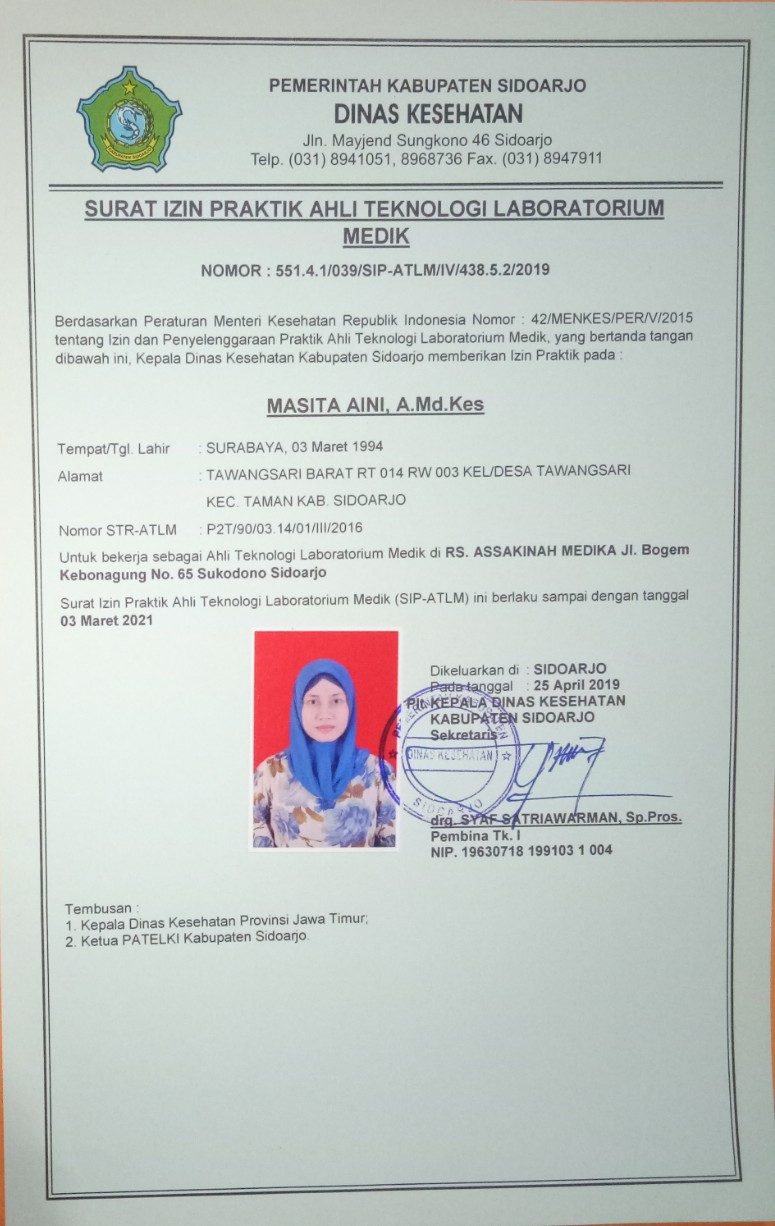 PEMERINTAH KABUPATEN SIDOARJO
DINAS KESEHATAN
Jln. Mayjend Sungkono 46 Sidoarjo
Telp. (031) 8941051, 8968736 Fax. (031) 8947911
SURAT IZIN PRAKTIK AHLI TEKNOLOGI LABORATORIUM
MEDIK
NOMOR : 551.4.1/039/SIP-ATLM/IV/438.5.2/2019
Berdasarkan Peraturan Menteri Kesehatan Republik Indonesia Nomor : 42/MENKES/PER/V/2015
tentang Izin dan Penyelenggaraan Praktik Ahli Teknologi Laboratorium Medik, yang bertanda tangan
dibawah ini, Kepala Dinas Kesehatan Kabupaten Sidoarjo memberikan Izin Praktik pada :
MASITA AINI, A.Md.Kes
Tempat/Tgl. Lahir : SURABAYA, 03 Maret 1994
Alamat : TAWANGSARI BARAT RT 014 RW 003 KEL/DESA TAWANGSARI
KEC. TAMAN KAB. SIDOARJO
Nomor STR-ATLM : P2T/90/03.14/01/III/2016
Untuk bekerja sebagai Ahli Teknologi Laboratorium Medik di RS. ASSAKINAH MEDIKA Jl. Bogem
Kebonagung No. 65 Sukodono Sidoarjo
Surat Izin Praktik Ahli Teknologi Laboratorium Medik (SIP-ATLM) ini berlaku sampai dengan tanggal
03 Maret 2021
Dikeluarkan di : SIDOARJO
Pada tanggal : 25 April 2019
Plt. KEPALA DINAS KESEHATAN
KABUPATEN SIDOARJO
Sekretaris
DINAS KESEHATAN
SIDOARJO
drg. SYAF SATRIAWARMAN, Sp.Pros.
Pembina Tk. I
NIP. 19630718 199103 1 004
Tembusan :
1. Kepala Dinas Kesehatan Provinsi Jawa Timur;
2. Ketua PATELKI Kabupaten Sidoarjo.